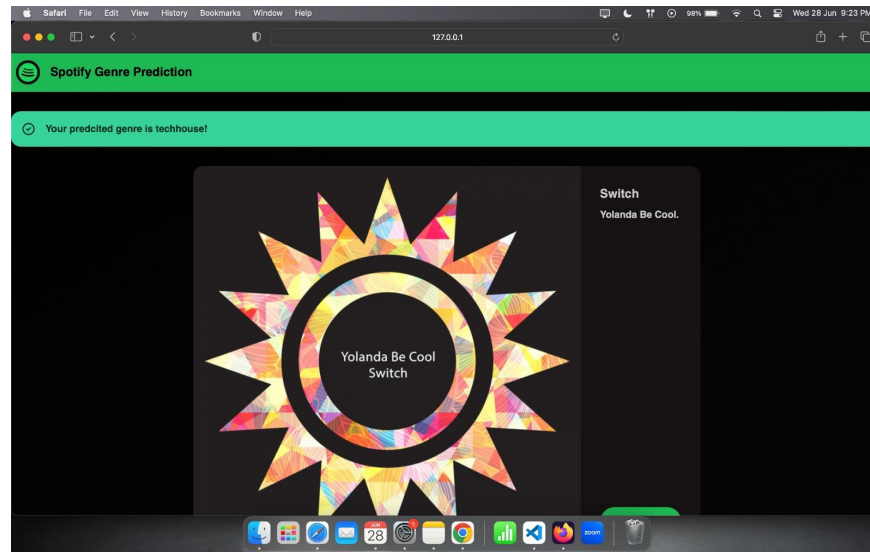 Safari File Edit View History Bookmarks Window Help 98% Wed 28 Jun 9:23 PM
127.0.0.1
Spotify Genre Prediction
Your predcited genre is techhouse!
Switch
Yolanda Be Cool.
Yolanda Be Cool
Switch
JUN
28
1
zoom